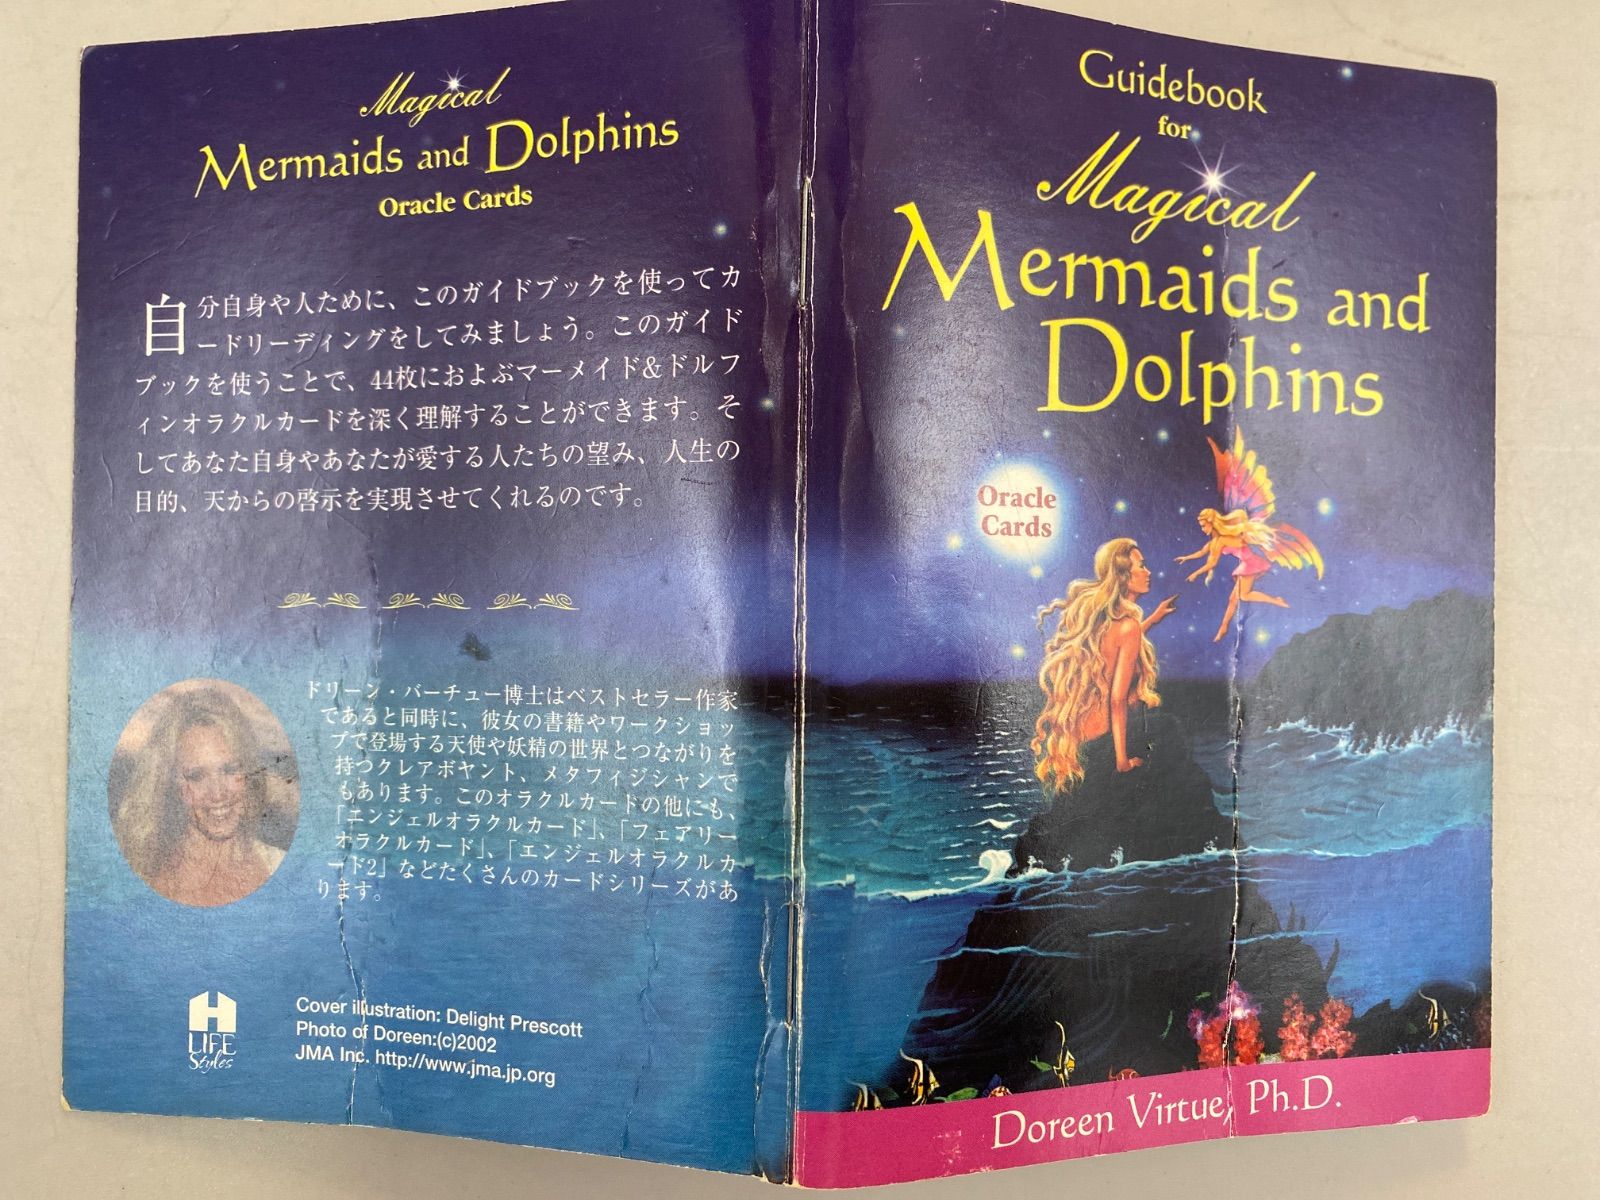 Magical
Mermaids and Dolphins
Oracle Cards
自分自身や人ために、このガイドブックを使ってカ
ードリーディングをしてみましょう。このガイド
ブックを使うことで、44枚におよぶマーメイド&ドルフ
ィンオラクルカードを深く理解することができます。そ
してあなた自身やあなたが愛する人たちの望み、人生の
目的、天からの啓示を実現させてくれるのです。
ドリーン・バーチュー博士はベストセラー作家
であると同時に、彼女の書籍やワークショッ
プで登場する天使や妖精の世界とつながりを
持つクレアボヤント、メタフィジシャンで
もあります。このオラクルカードの他にも、
「エンジェルオラクルカード」、「フェアリー
オラクルカード」、「エンジェルオラクルカ
ード2」などたくさんのカードシリーズがあ
ります。
H
LIFE
Styles
Cover illustration: Delight Prescott
Photo of Doreen:(c)2002
JMA Inc. http://www.jma.jp.org
Guidebook
for
Magical
Mermaids and
Dolphins
Oracle
Cards
Doreen Virtue, Ph.D.